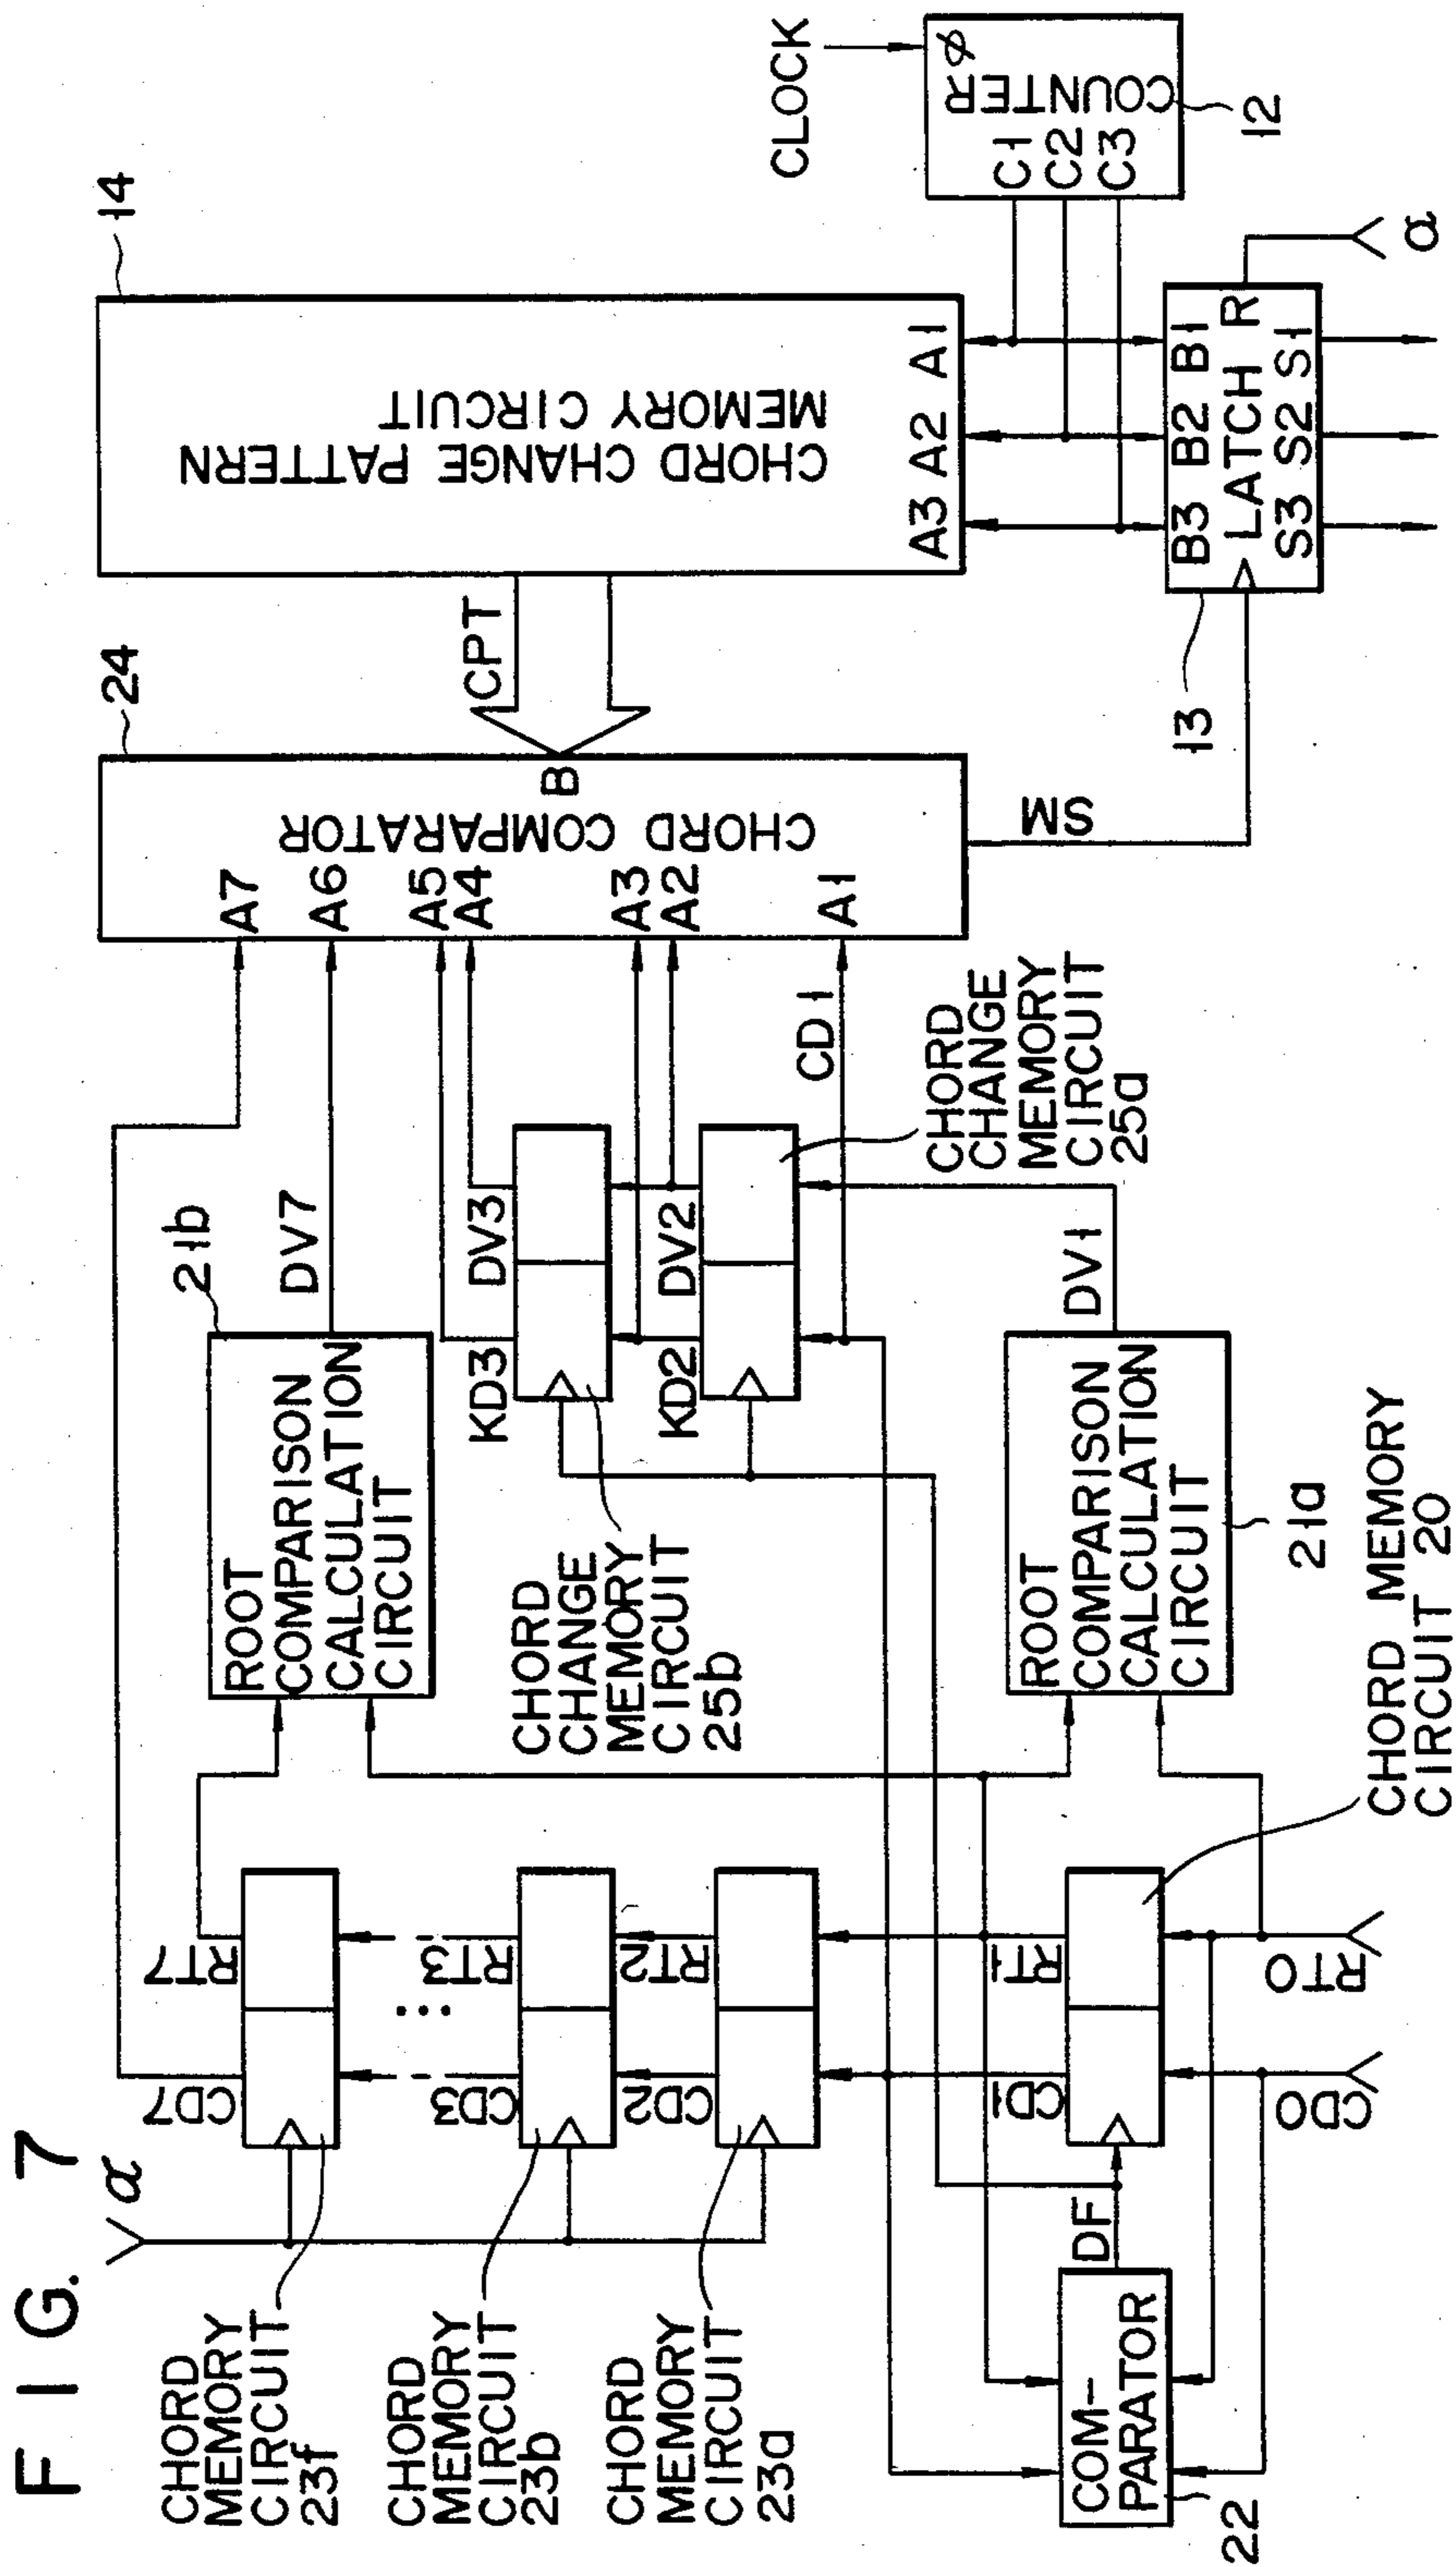 FIG. 7
α
CHORD
MEMORY
CIRCUIT
23f
CHORD
MEMORY
CIRCUIT
23b
CHORD
MEMORY
CIRCUIT
23a
CD7
RT7
CD3
...
RT3
CD2
RT2
CD1
RT1
CD0
RT0
DF
COM-
PARATOR
22
CHORD MEMORY
CIRCUIT 20
ROOT
COMPARISON
CALCULATION
CIRCUIT
21b
DV7
ROOT
COMPARISON
CALCULATION
CIRCUIT
21a
DV1
CHORD
CHANGE
MEMORY
CIRCUIT
25b
KD3
DV3
KD2
DV2
CHORD
CHANGE
MEMORY
CIRCUIT
25a
CD1
A7
A6
A5
A4
A3
A2
A1
CHORD COMPARATOR
B
24
SM
CPT
CHORD CHANGE PATTERN
MEMORY CIRCUIT
14
A3
A2
A1
B3
B2
B1
LATCH
R
S3
S2
S1
13
α
CLOCK
φ
COUNTER
C1
C2
C3
12